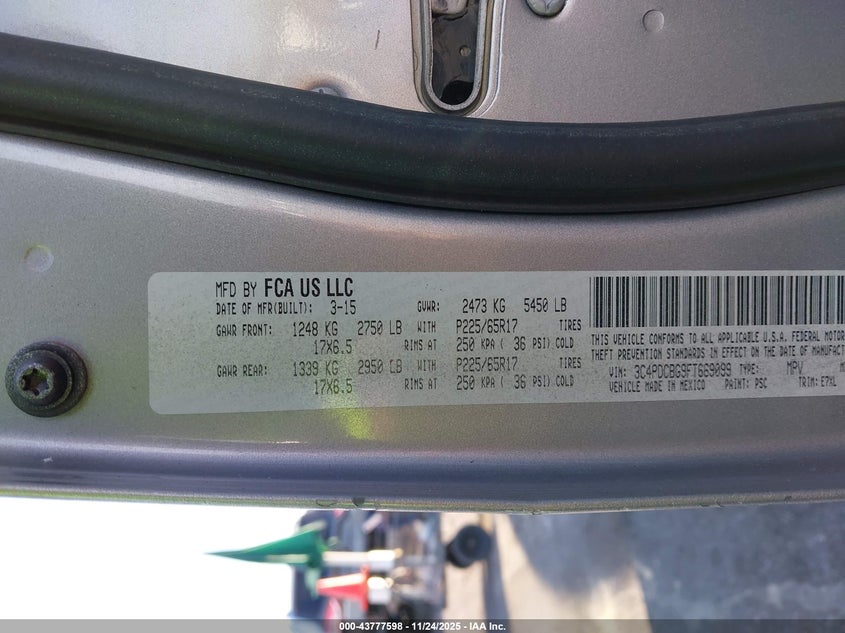 MFD BY FCA US LLC
DATE OF MFR(BUILT): 3-15 GVWR: 2473 KG 5450 LB
GAWR FRONT: 1248 KG 2750 LB WITH P225/65R17 TIRES
17X6.5 RIMS AT 250 KPA ( 36 PSI) COLD
GAWR REAR: 1339 KG 2950 LB WITH P225/65R17 TIRES
17X6.5 RIMS AT 250 KPA ( 36 PSI) COLD
THIS VEHICLE CONFORMS TO ALL APPLICABLE U.S.A. FEDERAL MOTOR
THEFT PREVENTION STANDARDS IN EFFECT ON THE DATE OF MANUFACT
VIN: 3C4PDCBG9FT669099 TYPE: MPV
VEHICLE MADE IN MEXICO PAINT: PSC TRIM: E7XL
000-43777598 - 11/24/2025 - IAA Inc.